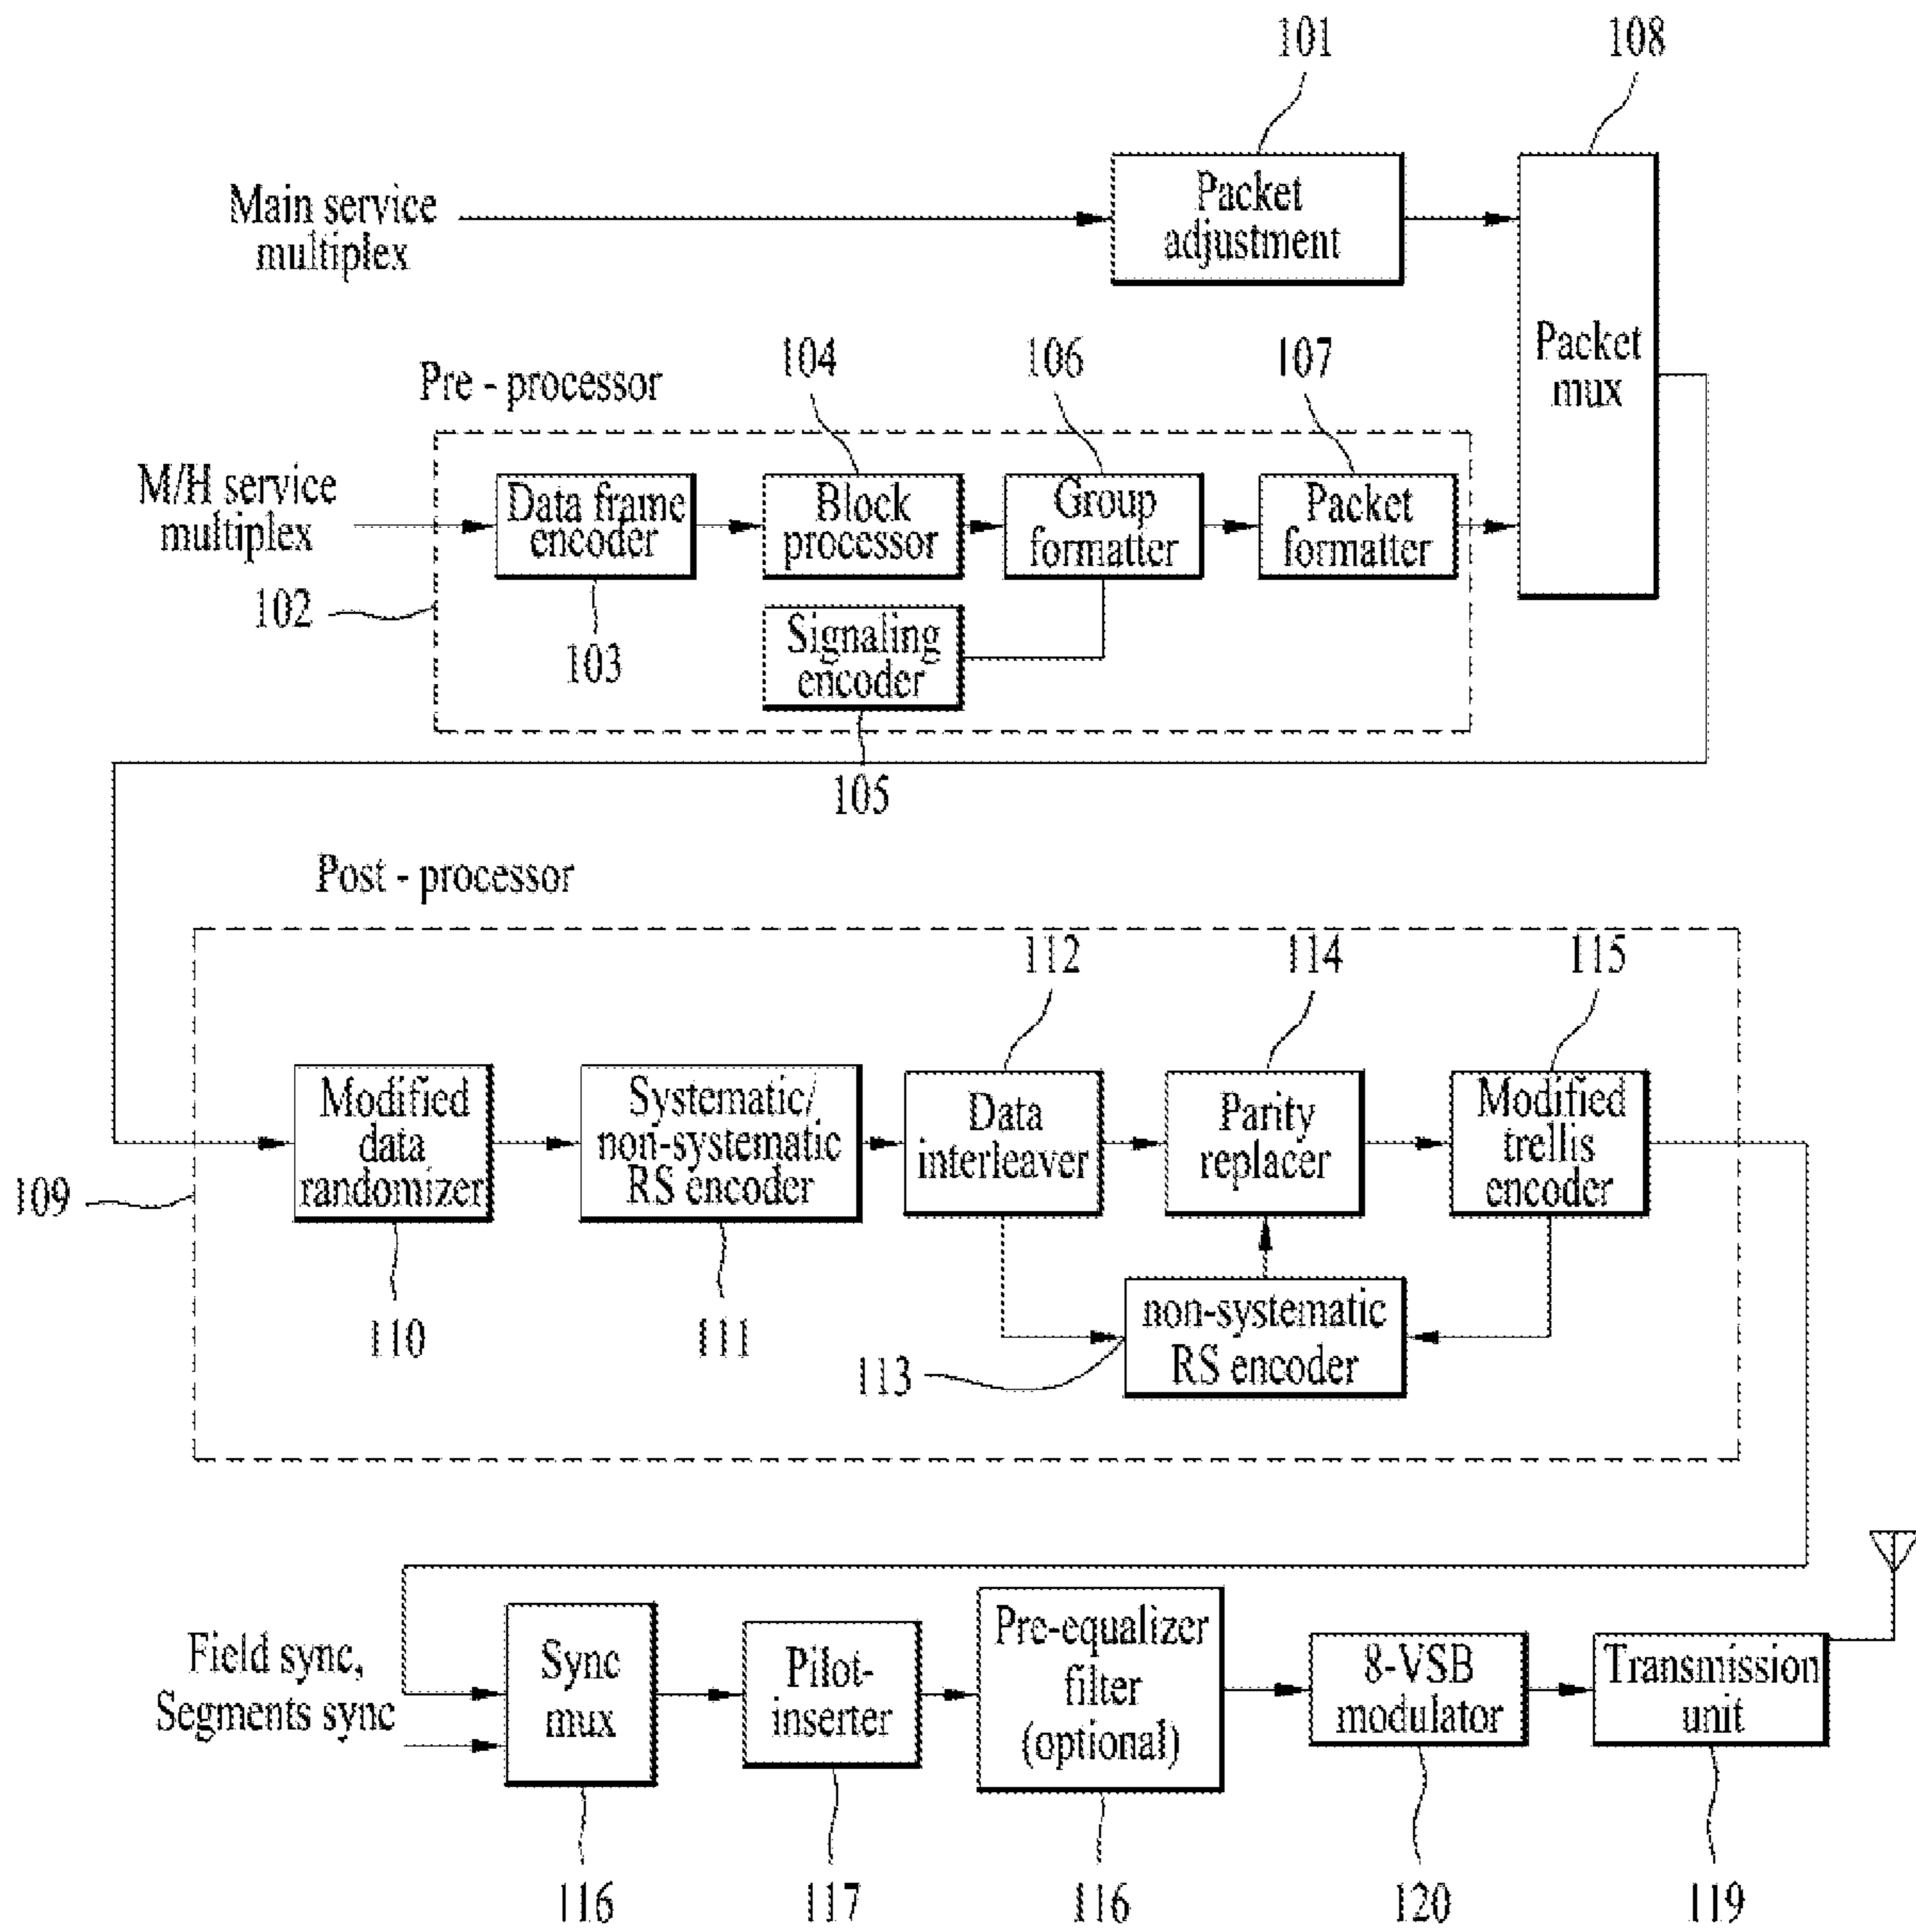 101
108
Main service
multiplex
Packet
adjustment
Packet
mux
Pre - processor
104
106
107
M/H service
multiplex
Data frame
encoder
Block
processor
Group
formatter
Packet
formatter
102
103
Signaling
encoder
105
Post - processor
112
114
115
Modified
data
randomizer
Systematic/
non-systematic
RS encoder
Data
interleaver
Parity
replacer
Modified
trellis
encoder
109
110
111
113
non-systematic
RS encoder
Field sync,
Segments sync
Sync
mux
Pilot-
inserter
Pre-equalizer
filter
(optional)
8-VSB
modulator
Transmission
unit
116
117
116
120
119